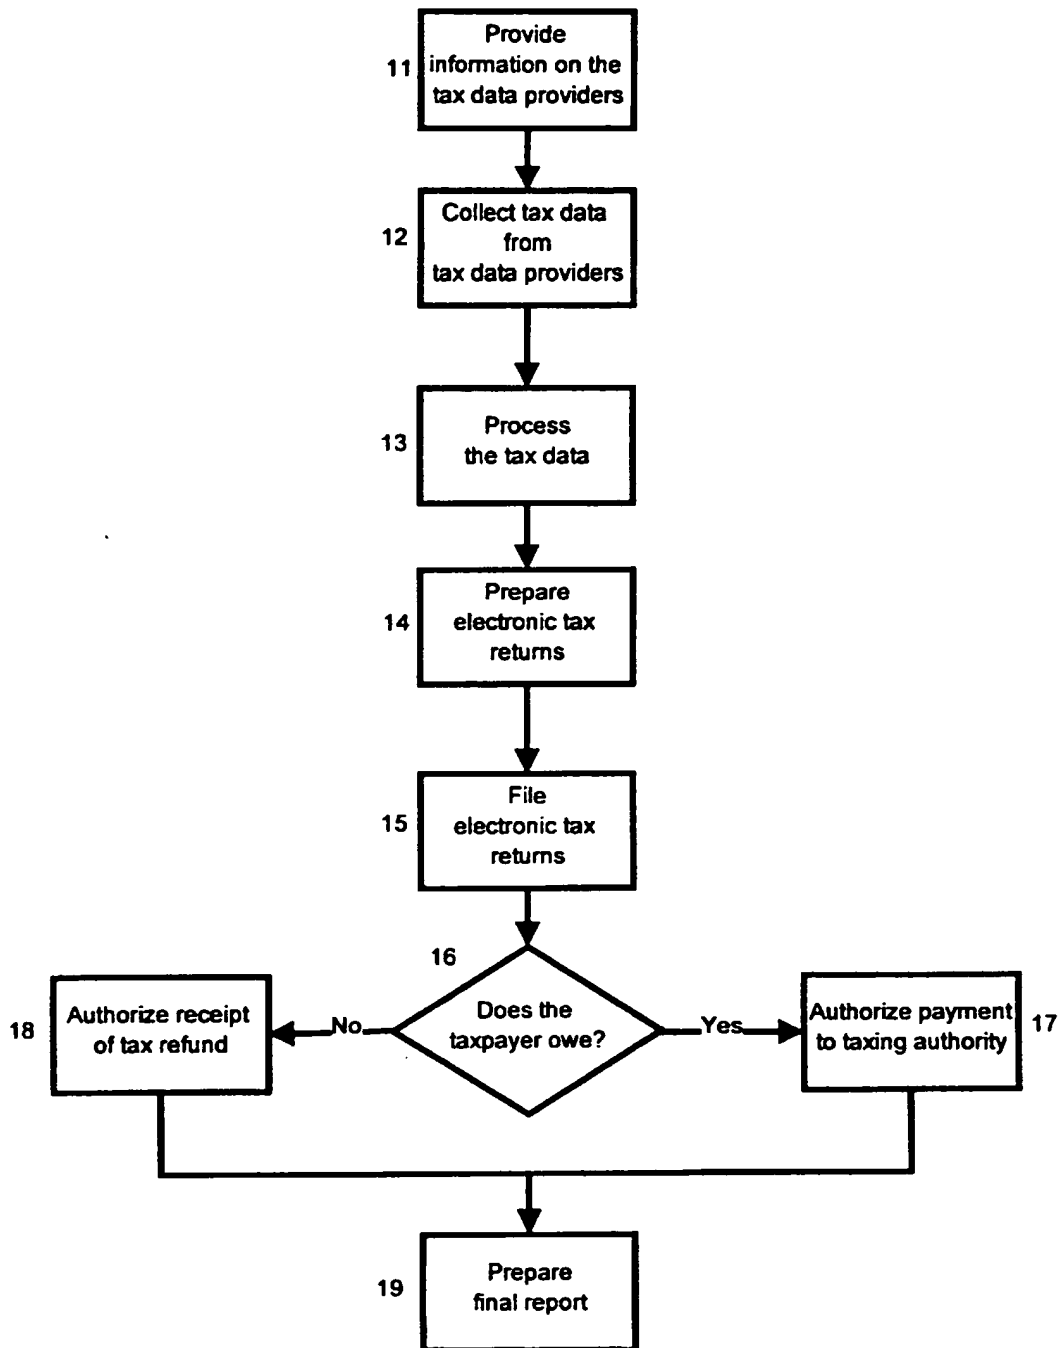 Provide
11
information on the
tax data providers
Collect tax data
12
from
tax data providers
Process
13
the tax data
Prepare
14
electronic tax
returns
File
15
electronic tax
returns
16
Does the
taxpayer owe?
No
Yes
18
Authorize receipt
of tax refund
Authorize payment
to taxing authority
17
Prepare
19
final report